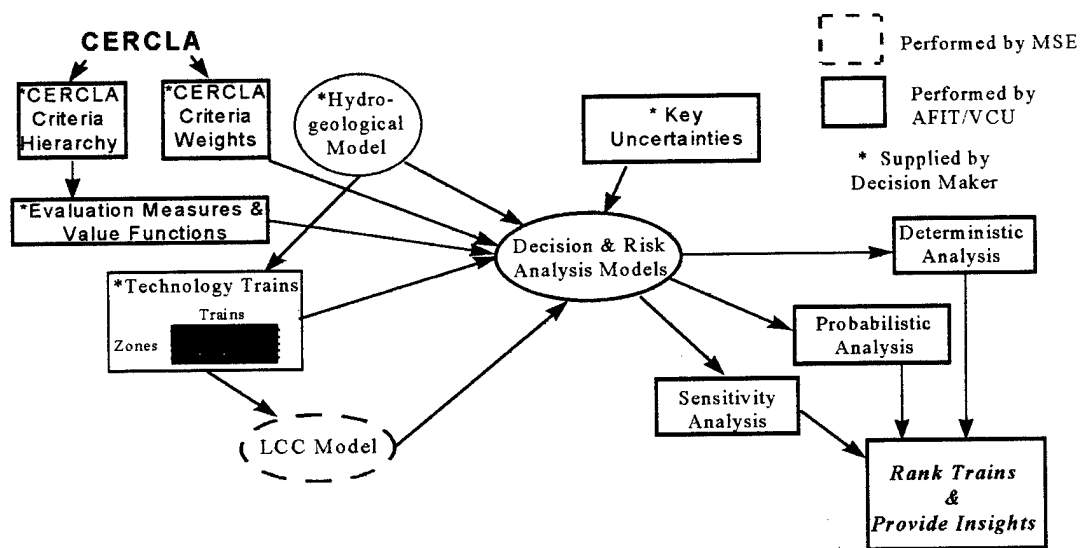 CERCLA
*CERCLA
Criteria
Hierarchy
*CERCLA
Criteria
Weights
*Hydro-
geological
Model
* Key
Uncertainties
Performed by MSE
Performed by
AFIT/VCU
* Supplied by
Decision Maker
*Evaluation Measures &
Value Functions
Decision & Risk
Analysis Models
Deterministic
Analysis
*Technology Trains
Trains
Zones
Probabilistic
Analysis
Sensitivity
Analysis
LCC Model
Rank Trains
&
Provide Insights